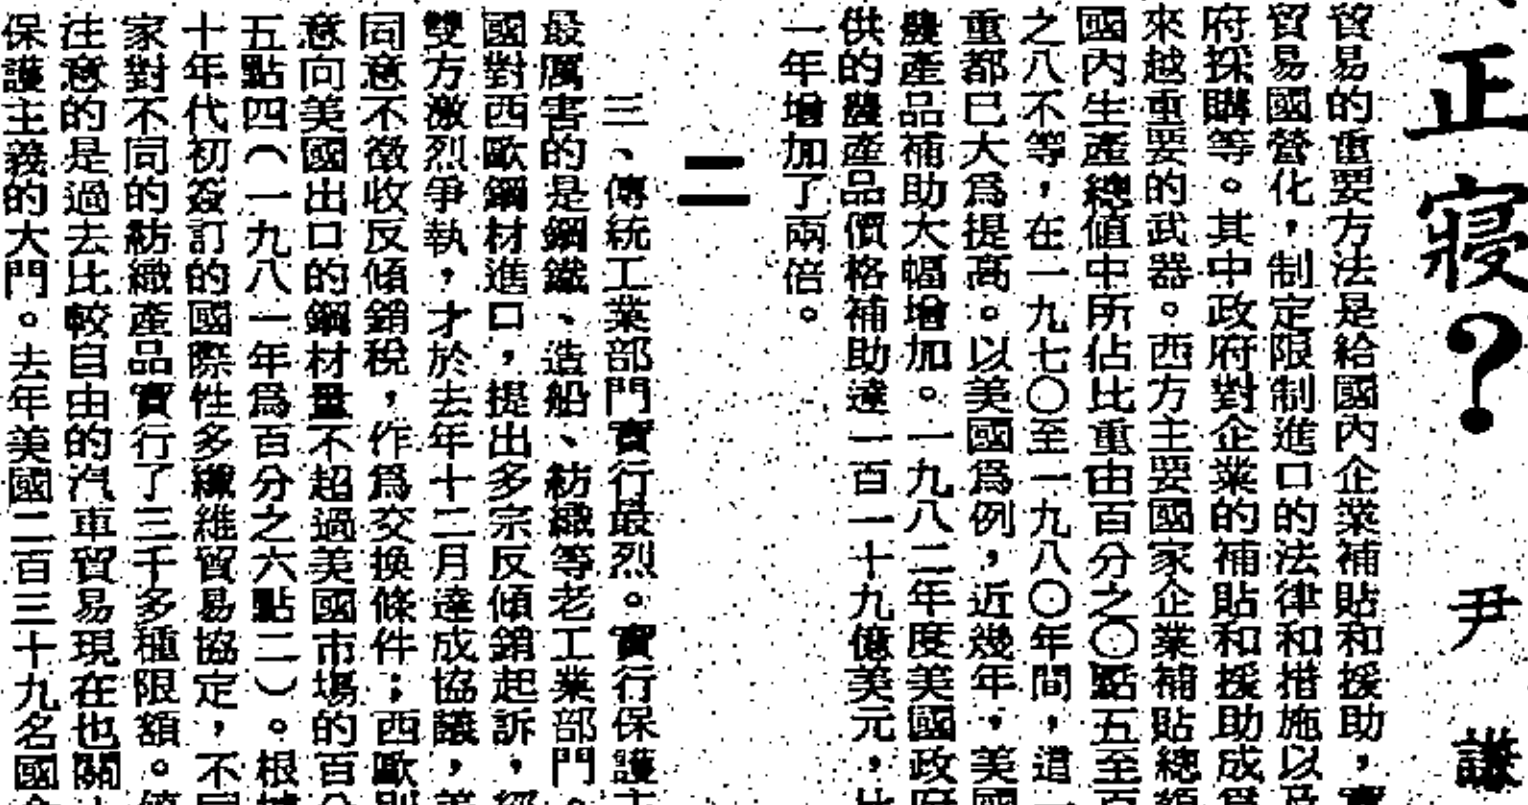 正寢？
尹 謙
貿易的重要方法是給國內企業補貼和援助，實
貿易國營化，制定限制進口的法律和措施以及
府採購等。其中政府對企業的補貼和援助成爲
來越重要的武器。西方主要國家企業補貼總額
國內生產總値中所佔比重由百分之〇點五至百
之八不等，在一九七〇至一九八〇年間，這一
重都已大爲提高。以美國爲例，近幾年，美國
農產品補助大幅增加。一九八二年度美國政府
供的農產品價格補助達一百一十九億美元，比
一年增加了兩倍。
二
三、傳統工業部門實行最烈。實行保護主
最厲害的是鋼鐵、造船、紡織等老工業部門。
國對西歐鋼材進口，提出多宗反傾銷起訴，經
雙方激烈爭執，才於去年十二月達成協議，美
同意不徵收反傾銷稅，作爲交換條件；西歐則
意向美國出口的鋼材量不超過美國市場的百分
五點四（一九八一年爲百分之六點二）。根據
十年代初簽訂的國際性多纖維貿易協定，不同
家對不同的紡織產品實行了三千多種限額。值
注意的是過去比較自由的汽車貿易現在也關
保護主義的大門。去年美國二百三十九名國會